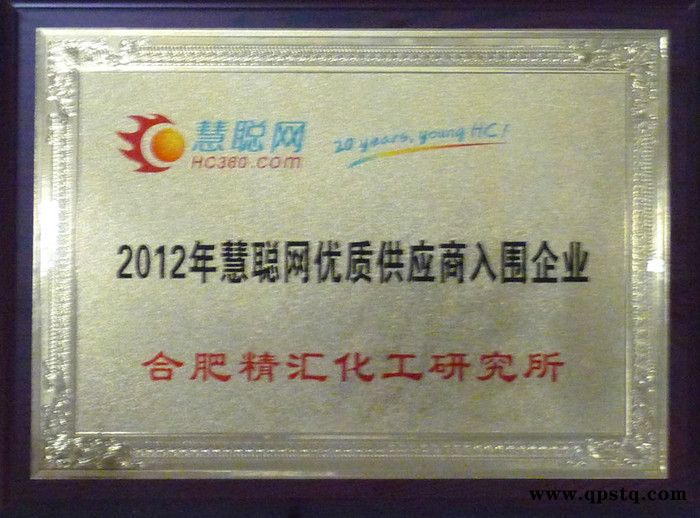 慧聪网
HC360.com
20 years, young HC!
2012年慧聪网优质供应商入围企业
合肥精汇化工研究所
www.qpstq.com